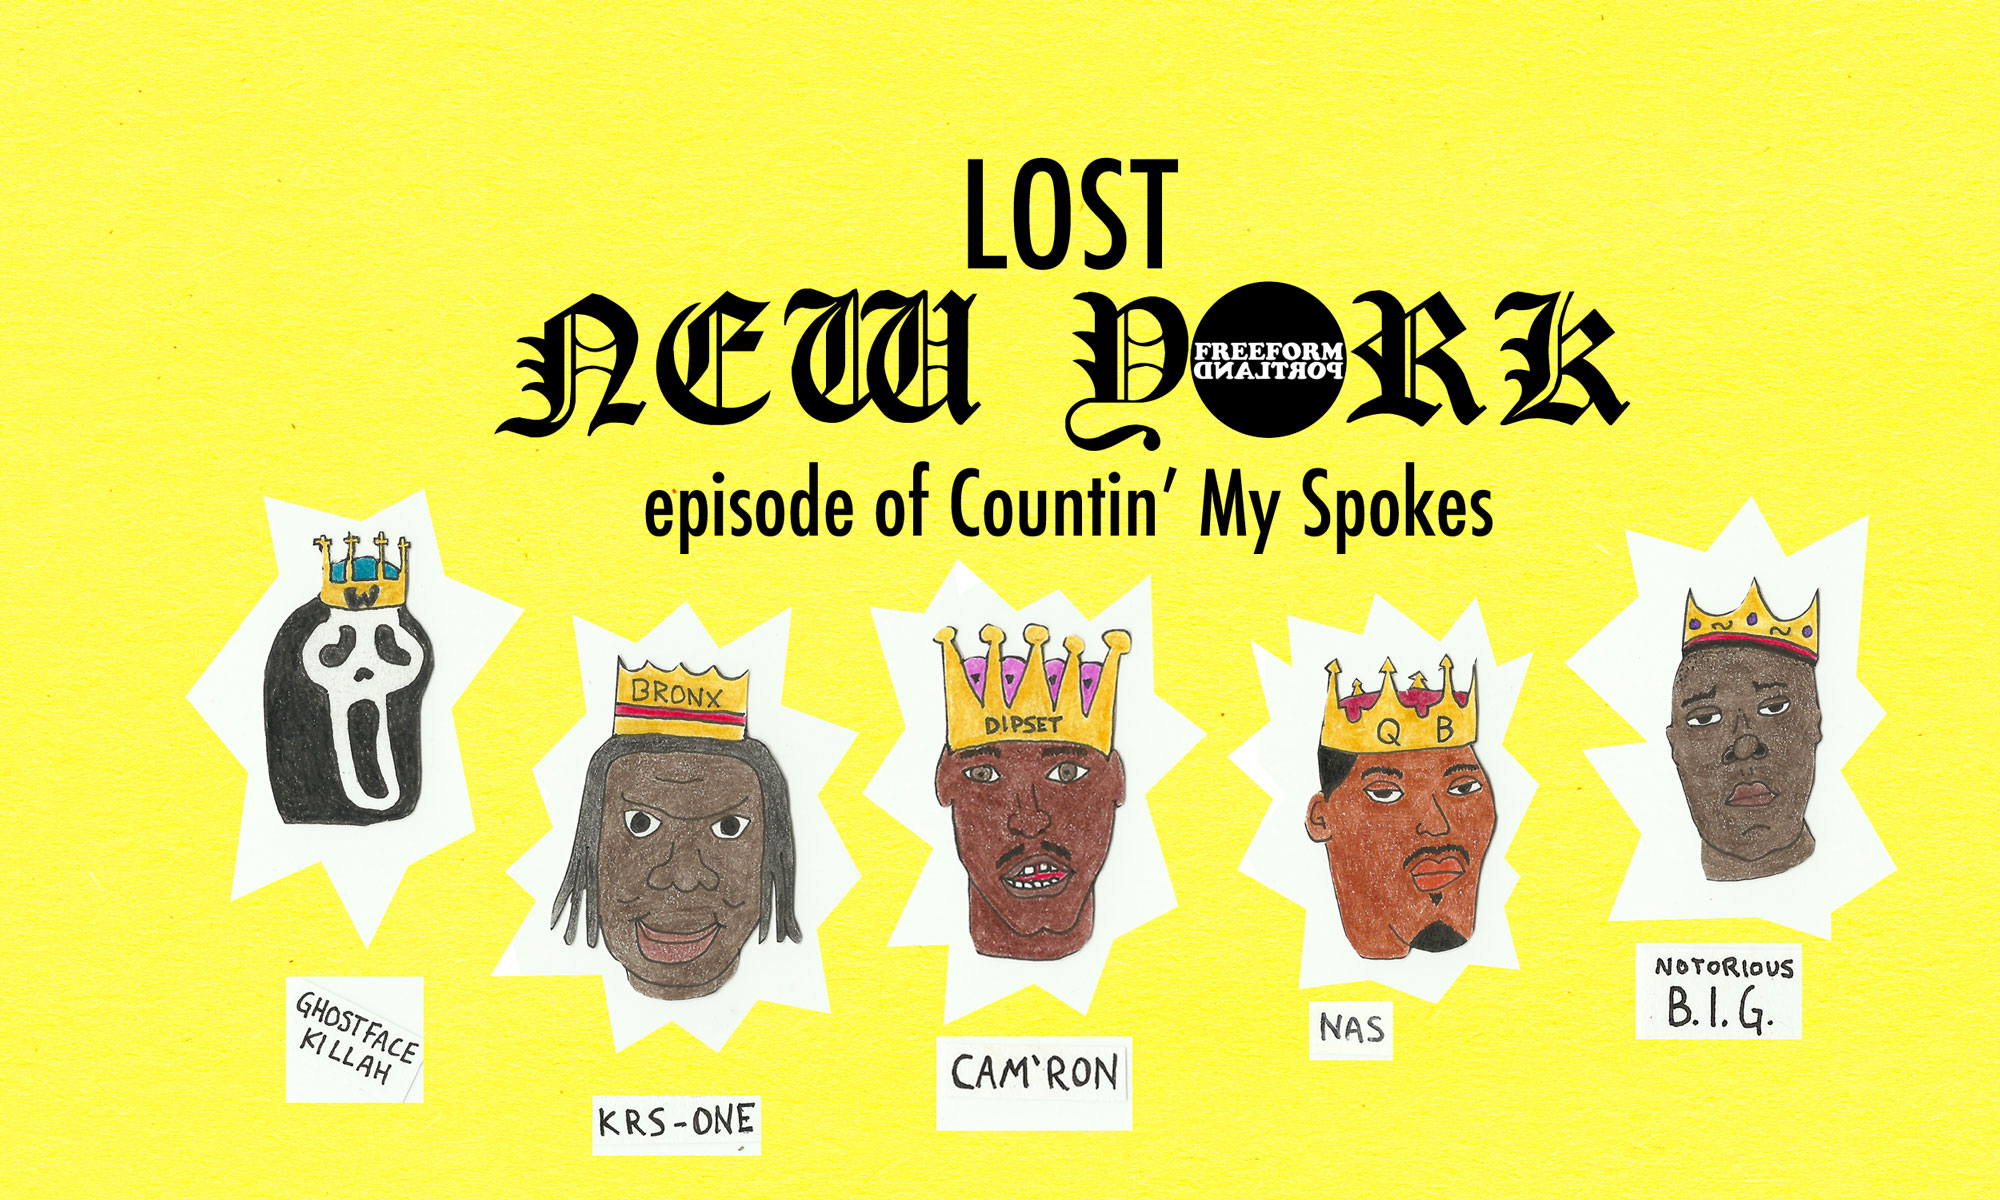 LOST
NEW YORK
FREEFORM
PORTLAND
episode of Countin' My Spokes
W
BRONX
DIPSET
Q B
GHOSTFACE
KILLAH
KRS-ONE
CAM'RON
NAS
NOTORIOUS
B.I.G.